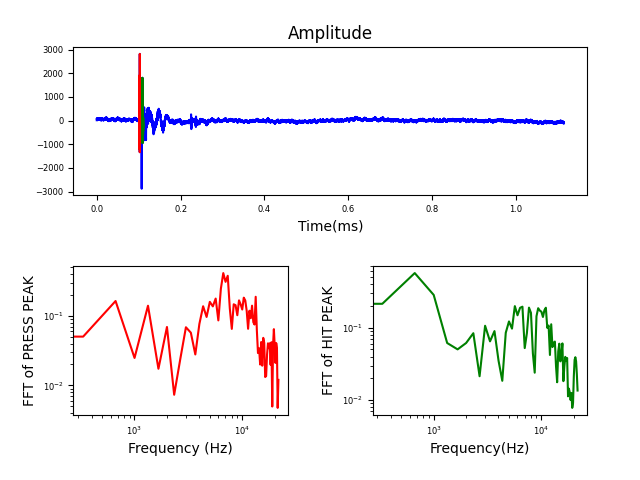 Amplitude
3000
2000
1000
0
−1000
−2000
−3000
0.0 0.2 0.4 0.6 0.8 1.0
Time(ms)
FFT of PRESS PEAK
10⁻¹
10⁻²
10³ 10⁴
Frequency (Hz)
FFT of HIT PEAK
10⁻¹
10⁻²
10³ 10⁴
Frequency(Hz)